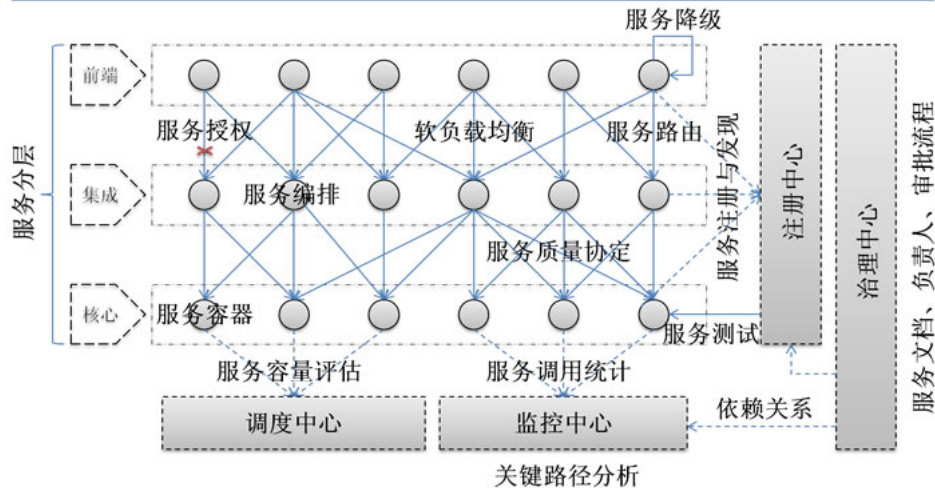 服务降级
前端
服务授权
软负载均衡
服务路由
服务分层
集成
服务编排
服务注册与发现
注册中心
治理中心
服务文档、负责人、审批流程
服务质量协定
核心
服务容器
服务测试
服务容量评估
服务调用统计
调度中心
监控中心
依赖关系
关键路径分析